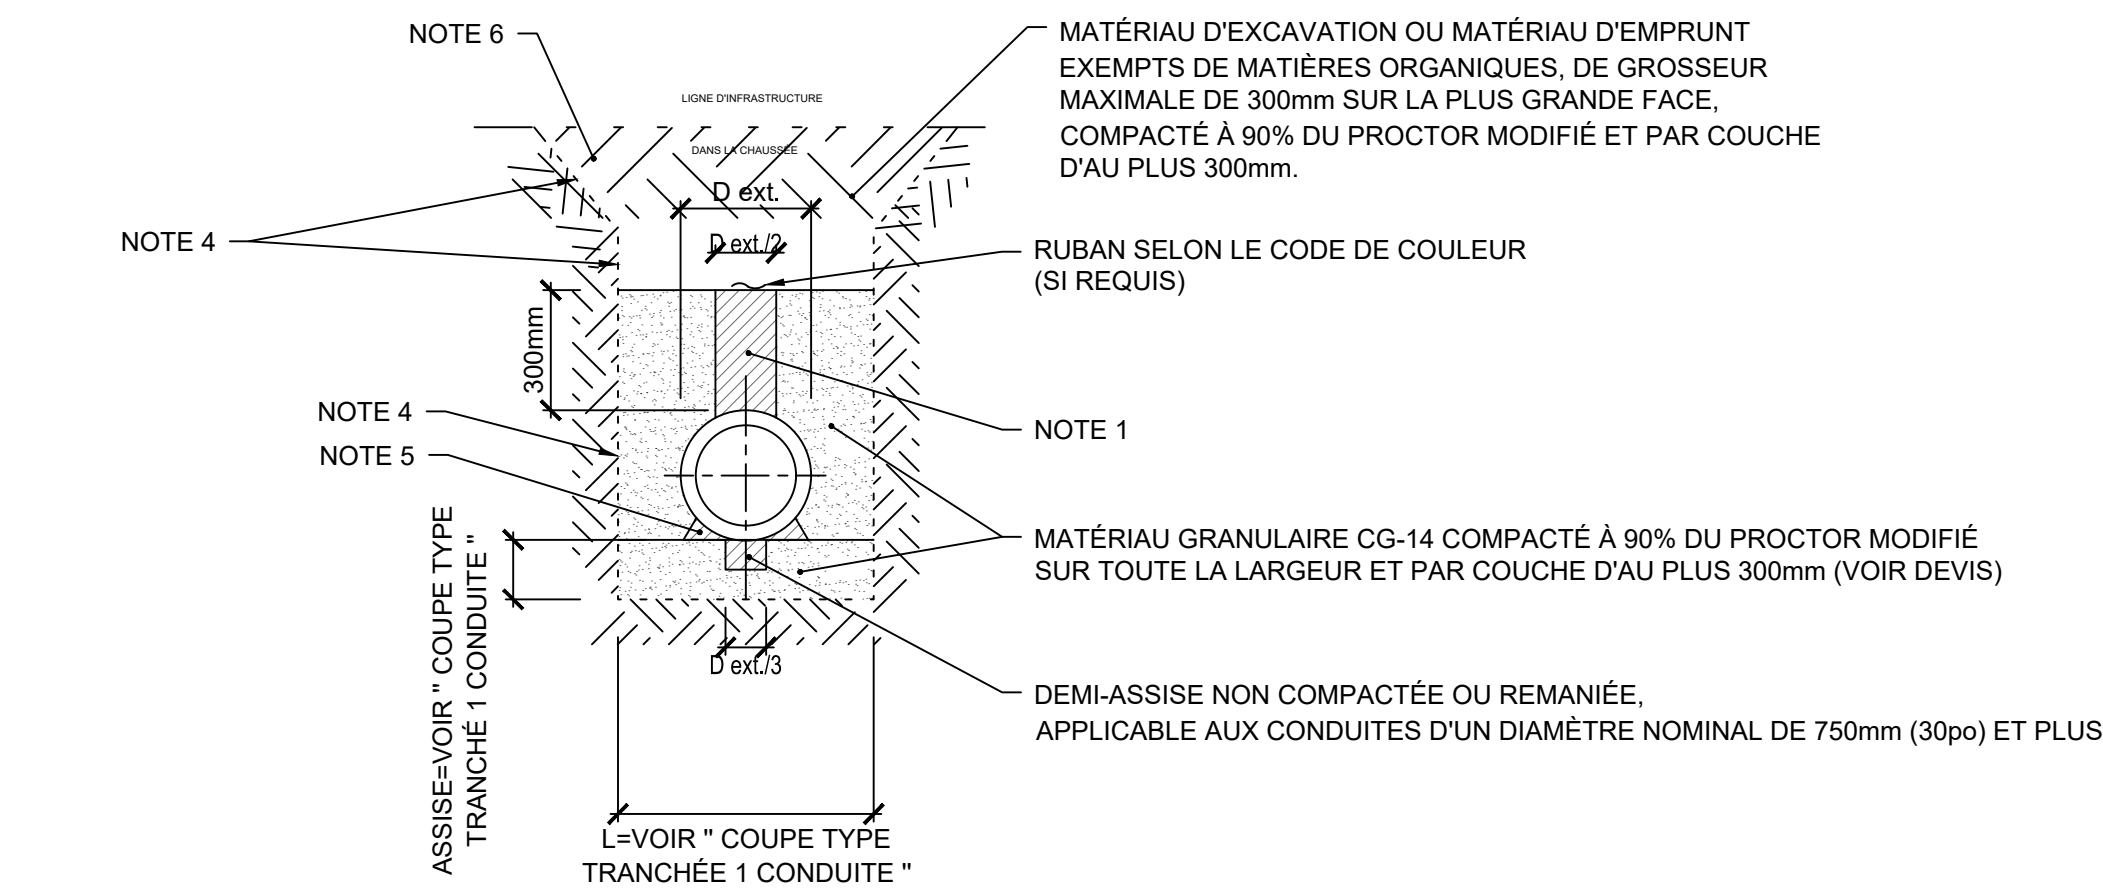 NOTE 6
MATÉRIAU D'EXCAVATION OU MATÉRIAU D'EMPRUNT
EXEMPTS DE MATIÈRES ORGANIQUES, DE GROSSEUR
MAXIMALE DE 300mm SUR LA PLUS GRANDE FACE,
COMPACTÉ À 90% DU PROCTOR MODIFIÉ ET PAR COUCHE
D'AU PLUS 300mm.
LIGNE D'INFRASTRUCTURE
DANS LA CHAUSSÉE
D ext.
D ext./2
NOTE 4
RUBAN SELON LE CODE DE COULEUR
(SI REQUIS)
300mm
NOTE 4
NOTE 5
NOTE 1
MATÉRIAU GRANULAIRE CG-14 COMPACTÉ À 90% DU PROCTOR MODIFIÉ
SUR TOUTE LA LARGEUR ET PAR COUCHE D'AU PLUS 300mm (VOIR DEVIS)
ASSISE=VOIR " COUPE TYPE
TRANCHÉ 1 CONDUITE "
D ext./3
DEMI-ASSISE NON COMPACTÉE OU REMANIÉE,
APPLICABLE AUX CONDUITES D'UN DIAMÈTRE NOMINAL DE 750mm (30po) ET PLUS
L=VOIR " COUPE TYPE
TRANCHÉE 1 CONDUITE "